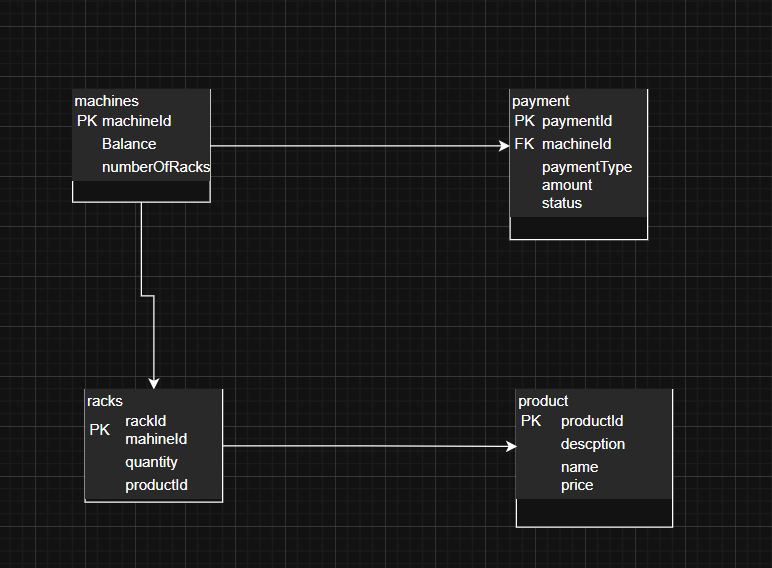 machines
PK machineId
Balance
numberOfRacks
payment
PK paymentId
FK machineId
paymentType
amount
status
racks
PK rackId
mahineId
quantity
productId
product
PK productId
descption
name
price